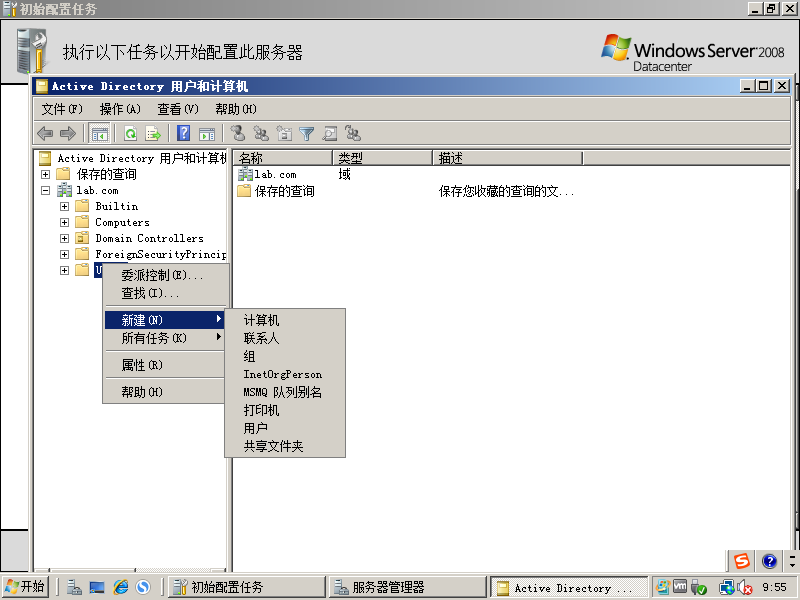 初始配置任务
执行以下任务以开始配置此服务器
Windows Server 2008
Datacenter
Active Directory 用户和计算机
文件(F) 操作(A) 查看(V) 帮助(H)
Active Directory 用户和计算机
保存的查询
lab.com
Builtin
Computers
Domain Controllers
ForeignSecurityPrincip
U
名称 类型 描述
lab.com 域
保存的查询 保存您收藏的查询的文...
委派控制(E)...
查找(I)...
新建(N)
所有任务(K)
属性(R)
帮助(H)
计算机
联系人
组
InetOrgPerson
MSMQ 队列别名
打印机
用户
共享文件夹
开始 初始配置任务 服务器管理器 Active Directory ... 9:55